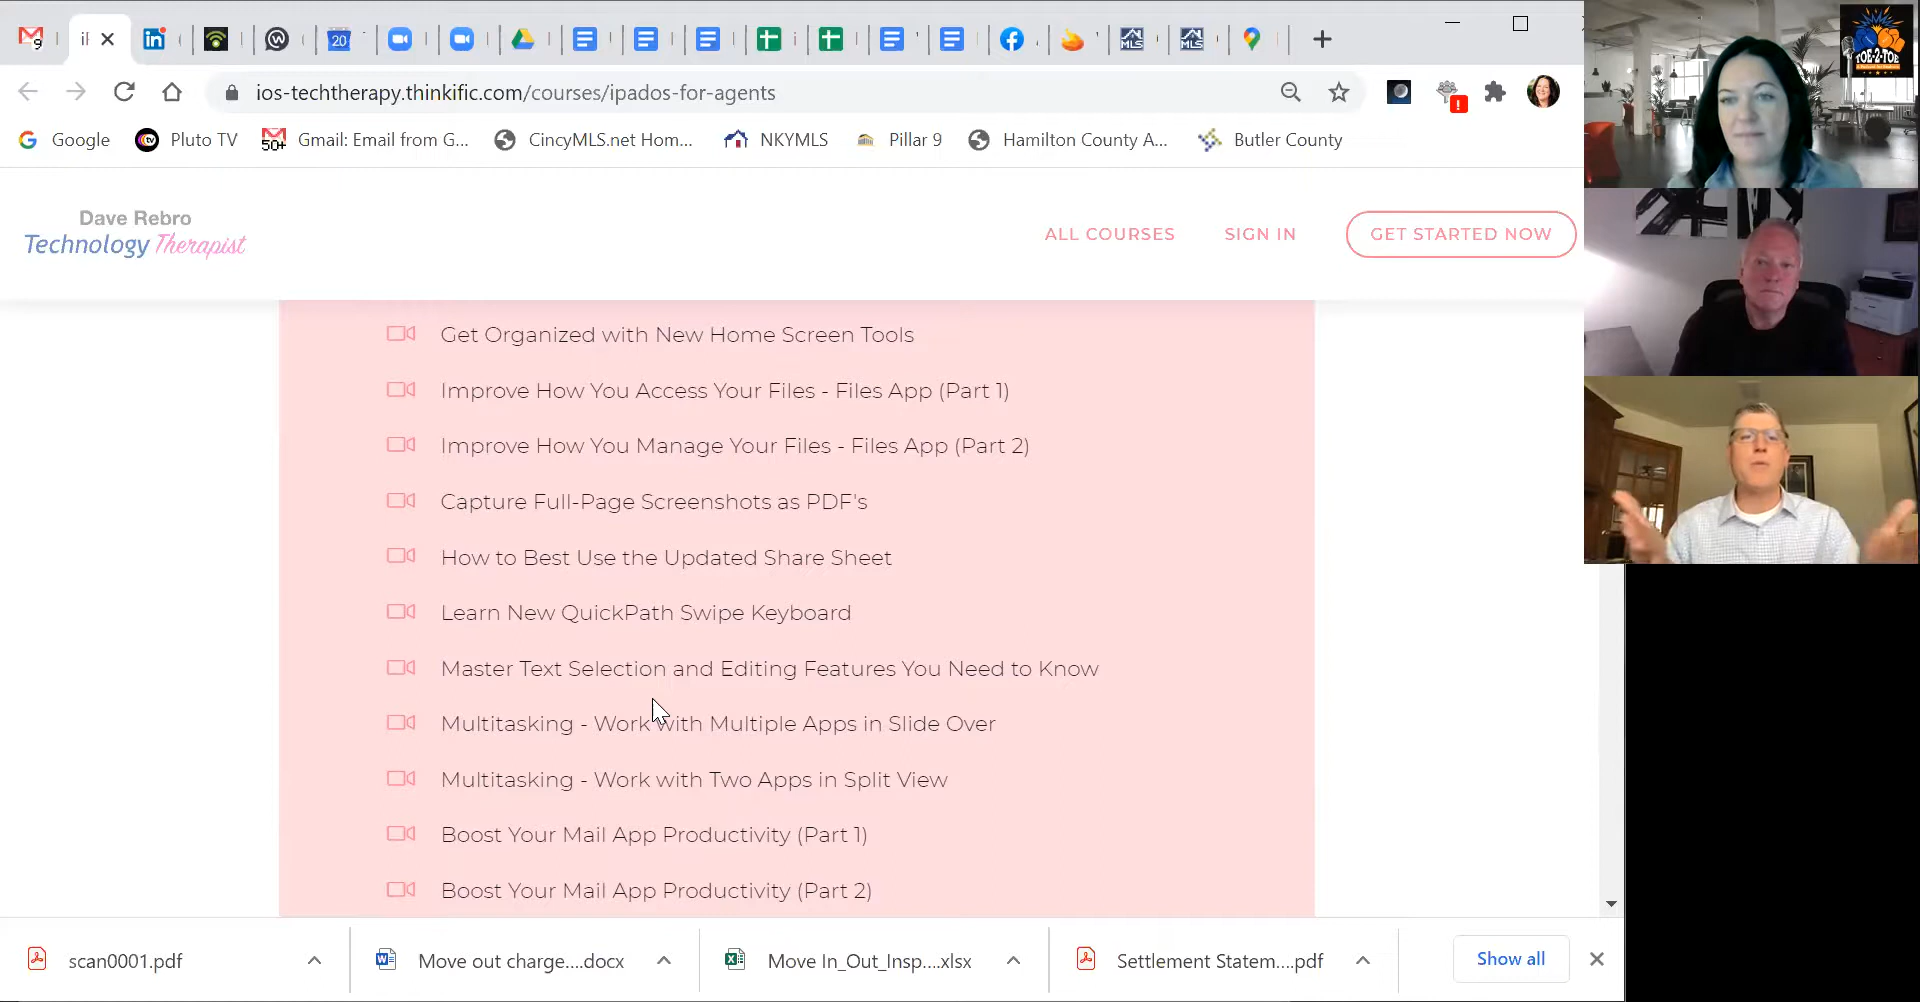 9
20
ios-techtherapy.thinkific.com/courses/ipados-for-agents
Google
Pluto TV
50+
Gmail: Email from G...
CincyMLS.net Hom...
NKYMLS
Pillar 9
Hamilton County A...
Butler County
TOE-2-TOE
Dave Rebro
Technology Therapist
ALL COURSES
SIGN IN
GET STARTED NOW
Get Organized with New Home Screen Tools
Improve How You Access Your Files - Files App (Part 1)
Improve How You Manage Your Files - Files App (Part 2)
Capture Full-Page Screenshots as PDF's
How to Best Use the Updated Share Sheet
Learn New QuickPath Swipe Keyboard
Master Text Selection and Editing Features You Need to Know
Multitasking - Work with Multiple Apps in Slide Over
Multitasking - Work with Two Apps in Split View
Boost Your Mail App Productivity (Part 1)
Boost Your Mail App Productivity (Part 2)
scan0001.pdf
Move out charge....docx
Move In_Out_Insp....xlsx
Settlement Statem....pdf
Show all